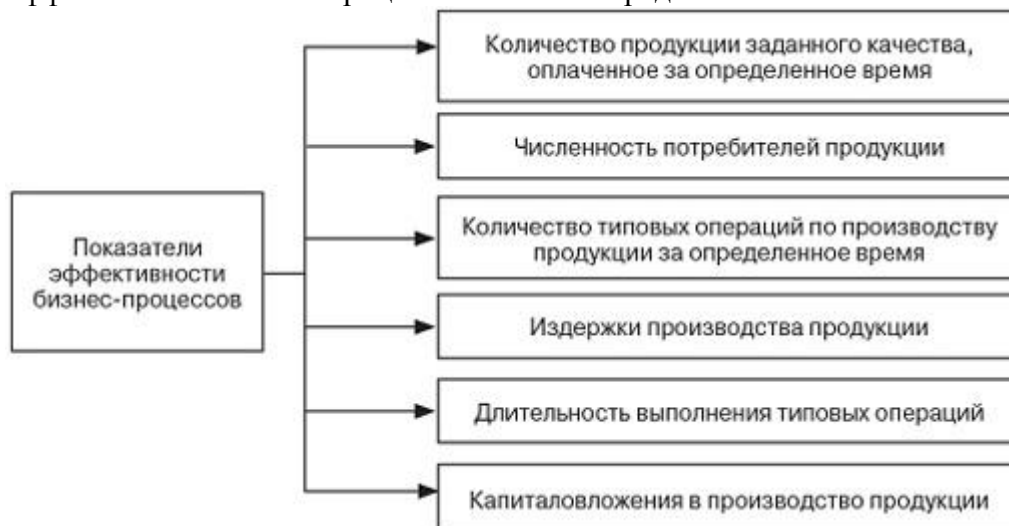 Количество продукции заданного качества,
оплаченное за определенное время
Численность потребителей продукции
Количество типовых операций по производству
продукции за определенное время
Показатели
эффективности
бизнес-процессов
Издержки производства продукции
Длительность выполнения типовых операций
Капиталовложения в производство продукции